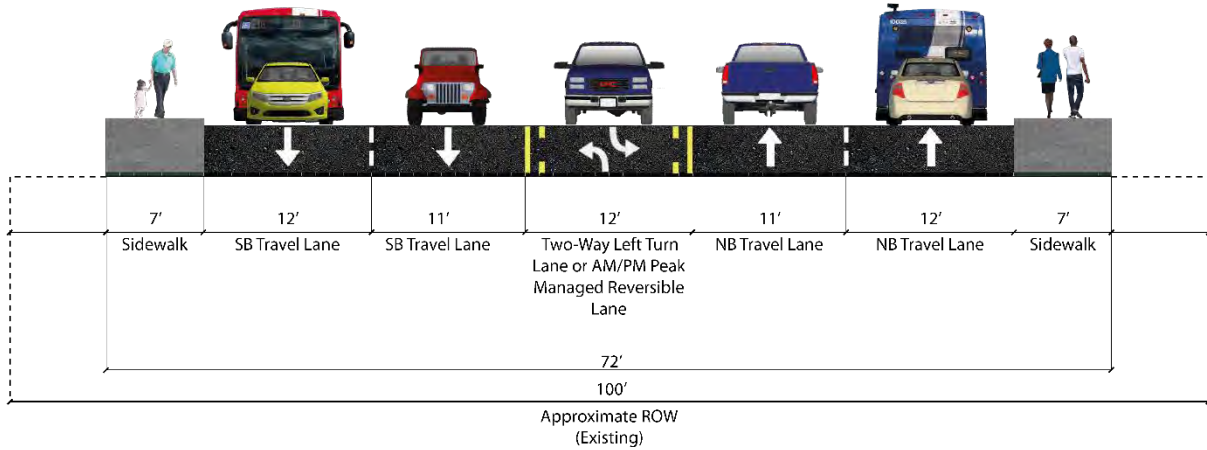 7’ 12’ 11’ 12’ 11’ 12’ 7’
Sidewalk SB Travel Lane SB Travel Lane Two-Way Left Turn NB Travel Lane NB Travel Lane Sidewalk
Lane or AM/PM Peak
Managed Reversible
Lane
72’
100’
Approximate ROW
(Existing)